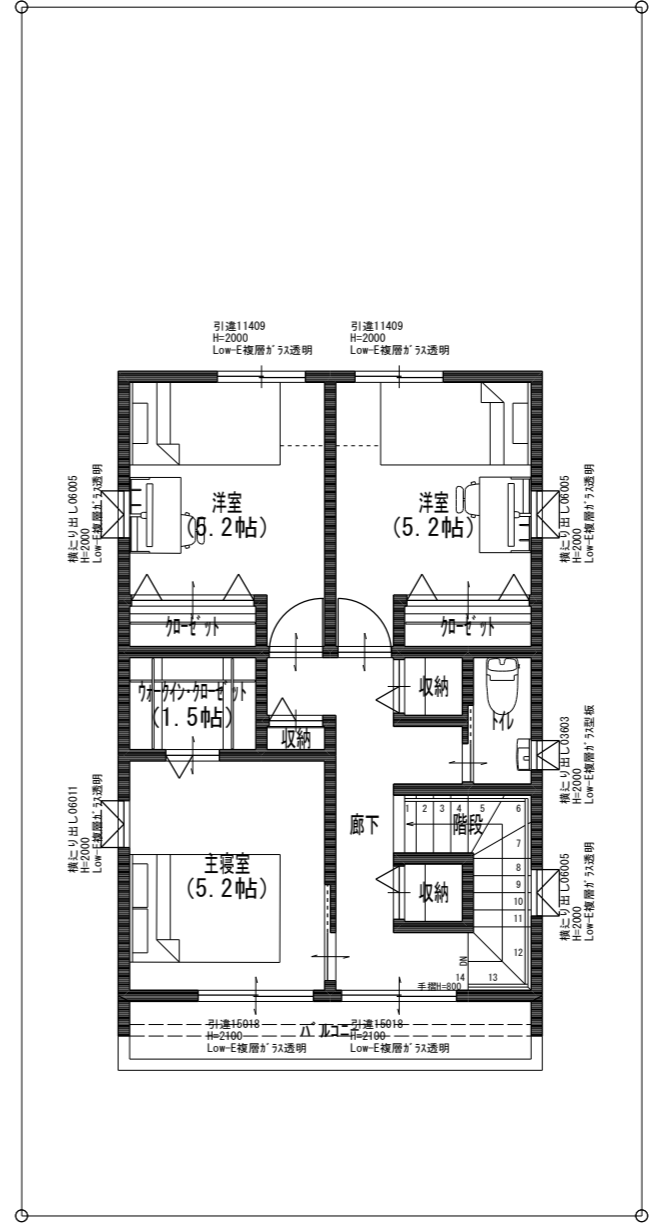 引違11409
H=2000
Low-E複層ガラス透明
引違11409
H=2000
Low-E複層ガラス透明
横すべり出し06005
H=2000
Low-E複層ガラス透明
洋室
(5.2帖)
洋室
(5.2帖)
横すべり出し06005
H=2000
Low-E複層ガラス透明
クローゼット
クローゼット
ウォークイン・クローゼット
(1.5帖)
収納
収納
トイレ
横すべり出し03603
H=2000
Low-E複層ガラス型板
横すべり出し06011
H=2000
Low-E複層ガラス透明
廊下
階段
1 2 3 4 5 6
7
8
9
10
11
12
13
14
DN
手摺H=800
主寝室
(5.2帖)
収納
横すべり出し06005
H=2000
Low-E複層ガラス透明
引違15018
H=2100
Low-E複層ガラス透明
バルコニー
引違15018
H=2100
Low-E複層ガラス透明